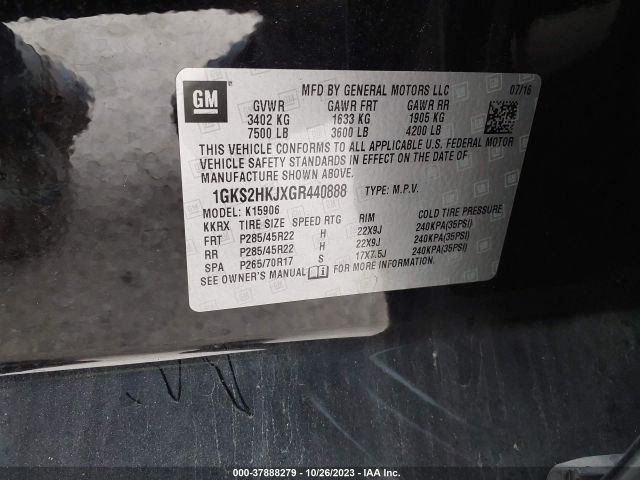 GM
MFD BY GENERAL MOTORS LLC 07/16
GVWR GAWR FRT GAWR RR
3402 KG 1633 KG 1905 KG
7500 LB 3600 LB 4200 LB
THIS VEHICLE CONFORMS TO ALL APPLICABLE U.S. FEDERAL MOTOR
VEHICLE SAFETY STANDARDS IN EFFECT ON THE DATE OF
MANUFACTURE SHOWN ABOVE.
1GKS2HKJXGR440888 TYPE: M.P.V.
MODEL: K15906
KKRX TIRE SIZE SPEED RTG RIM COLD TIRE PRESSURE
FRT P285/45R22 H 22X9J 240KPA(35PSI)
RR P285/45R22 H 22X9J 240KPA(35PSI)
SPA P265/70R17 S 17X7.5J 240KPA(35PSI)
SEE OWNER'S MANUAL FOR MORE INFORMATION.
000-37888279 - 10/26/2023 - IAA Inc.